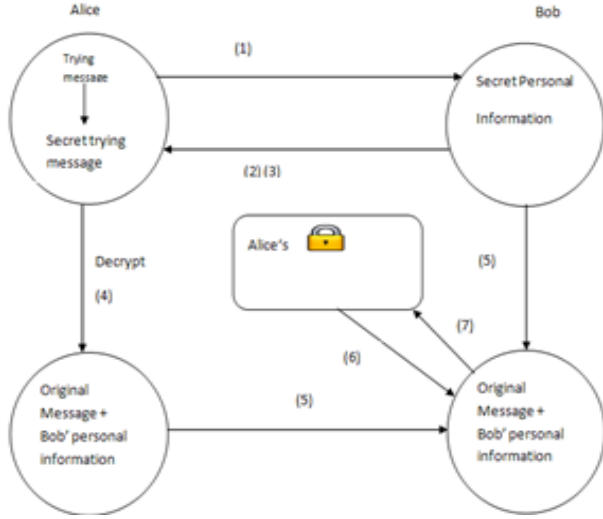 Alice
Bob
Trying
message
(1)
Secret Personal
Information
Secret trying
message
(2) (3)
Alice's
Decrypt
(4)
(5)
(7)
(6)
Original
Message +
Bob' personal
information
(5)
Original
Message +
Bob' personal
information